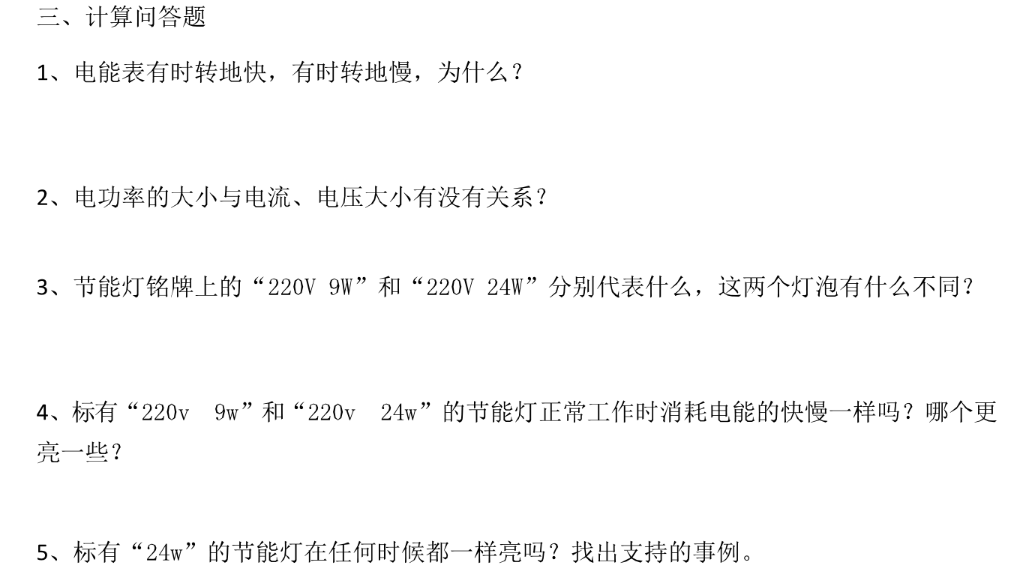 三、计算问答题
1、电能表有时转地快，有时转地慢，为什么？
2、电功率的大小与电流、电压大小有没有关系？
3、节能灯铭牌上的“220V 9W”和“220V 24W”分别代表什么，这两个灯泡有什么不同？
4、标有“220v  9w”和“220v  24w”的节能灯正常工作时消耗电能的快慢一样吗？哪个更
亮一些？
5、标有“24w”的节能灯在任何时候都一样亮吗？找出支持的事例。